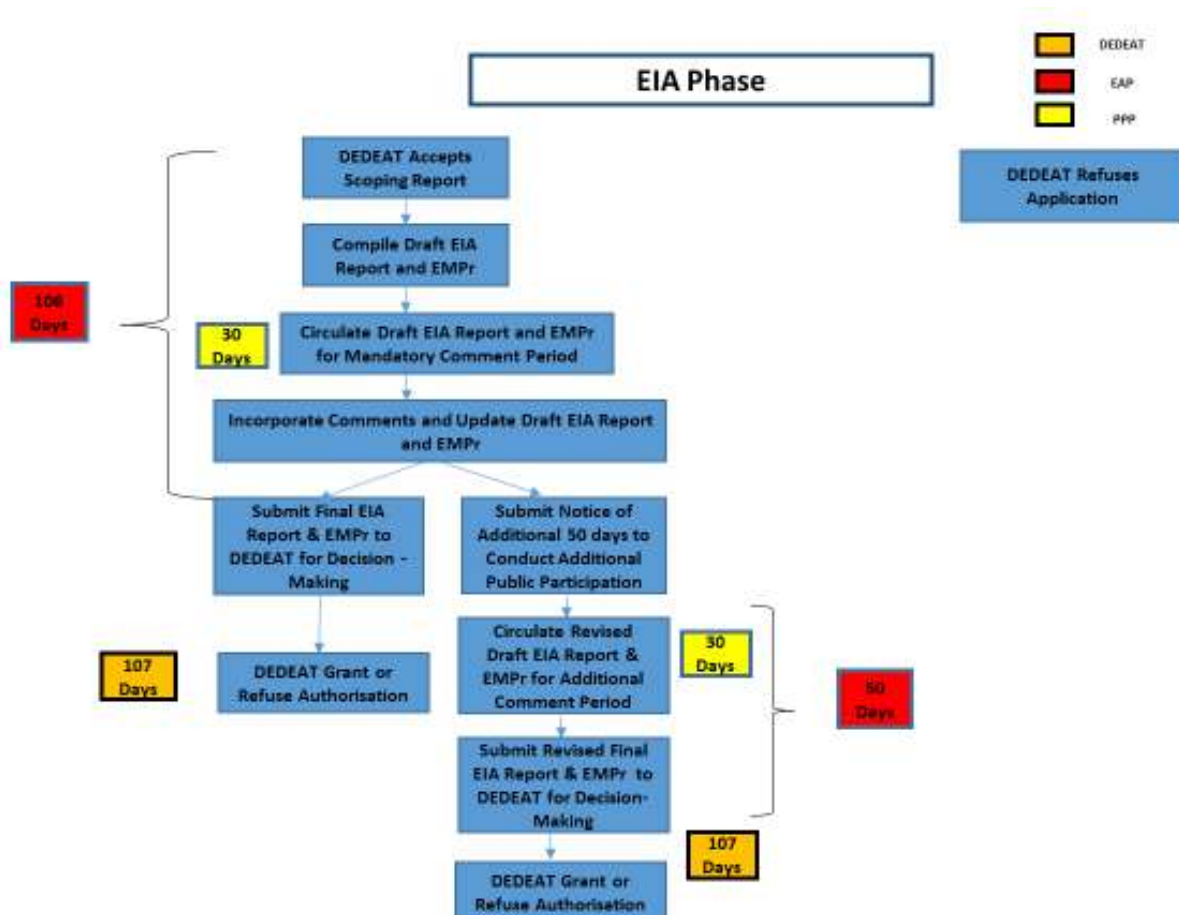 EIA Phase
DEDEAT
EAP
PPP
DEDEAT Accepts
Scoping Report
DEDEAT Refuses
Application
Compile Draft EIA
Report and EMPr
106
Days
30
Days
Circulate Draft EIA Report and EMPr
for Mandatory Comment Period
Incorporate Comments and Update Draft EIA Report
and EMPr
Submit Final EIA
Report & EMPr to
DEDEAT for Decision -
Making
Submit Notice of
Additional 50 days to
Conduct Additional
Public Participation
107
Days
DEDEAT Grant or
Refuse Authorisation
Circulate Revised
Draft EIA Report &
EMPr for Additional
Comment Period
30
Days
50
Days
Submit Revised Final
EIA Report & EMPr to
DEDEAT for Decision-
Making
107
Days
DEDEAT Grant or
Refuse Authorisation